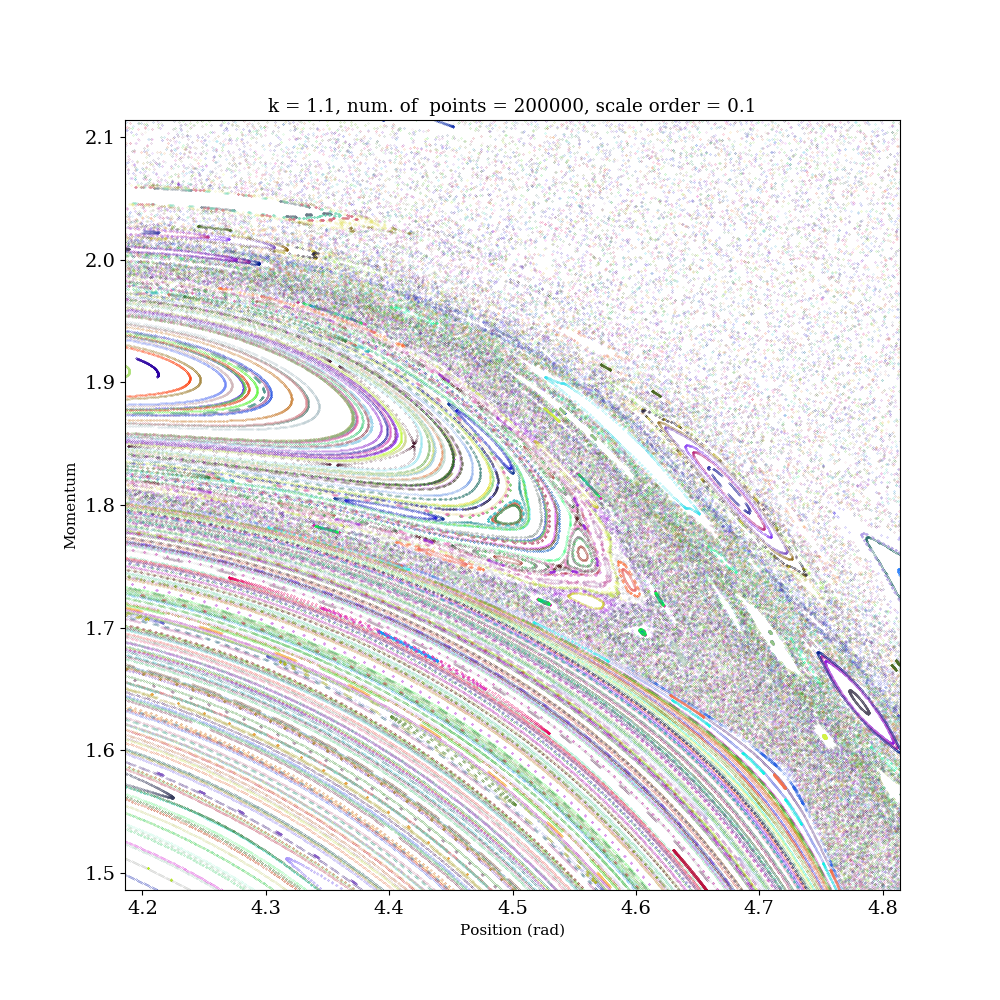 k = 1.1, num. of  points = 200000, scale order = 0.1
2.1
2.0
1.9
1.8
1.7
1.6
1.5
Momentum
4.2 4.3 4.4 4.5 4.6 4.7 4.8
Position (rad)